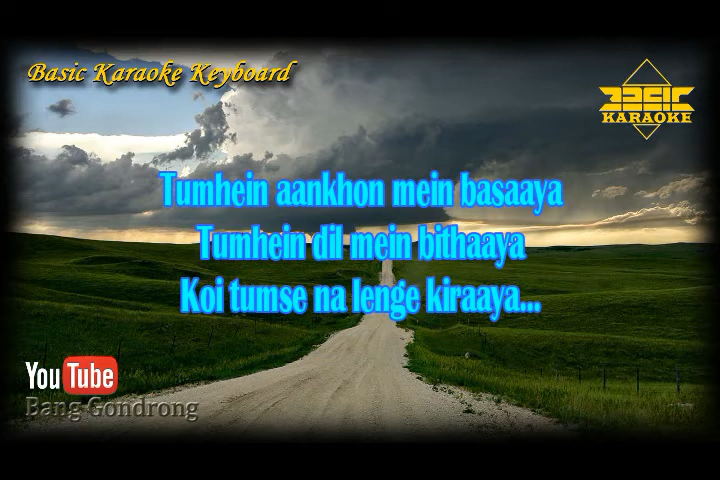 Basic Karaoke Keyboard
BASIC
KARAOKE
Tumhein aankhon mein basaaya
Tumhein dil mein bithaaya
Koi tumse na lenge kiraaya...
YouTube
Bang Gondrong